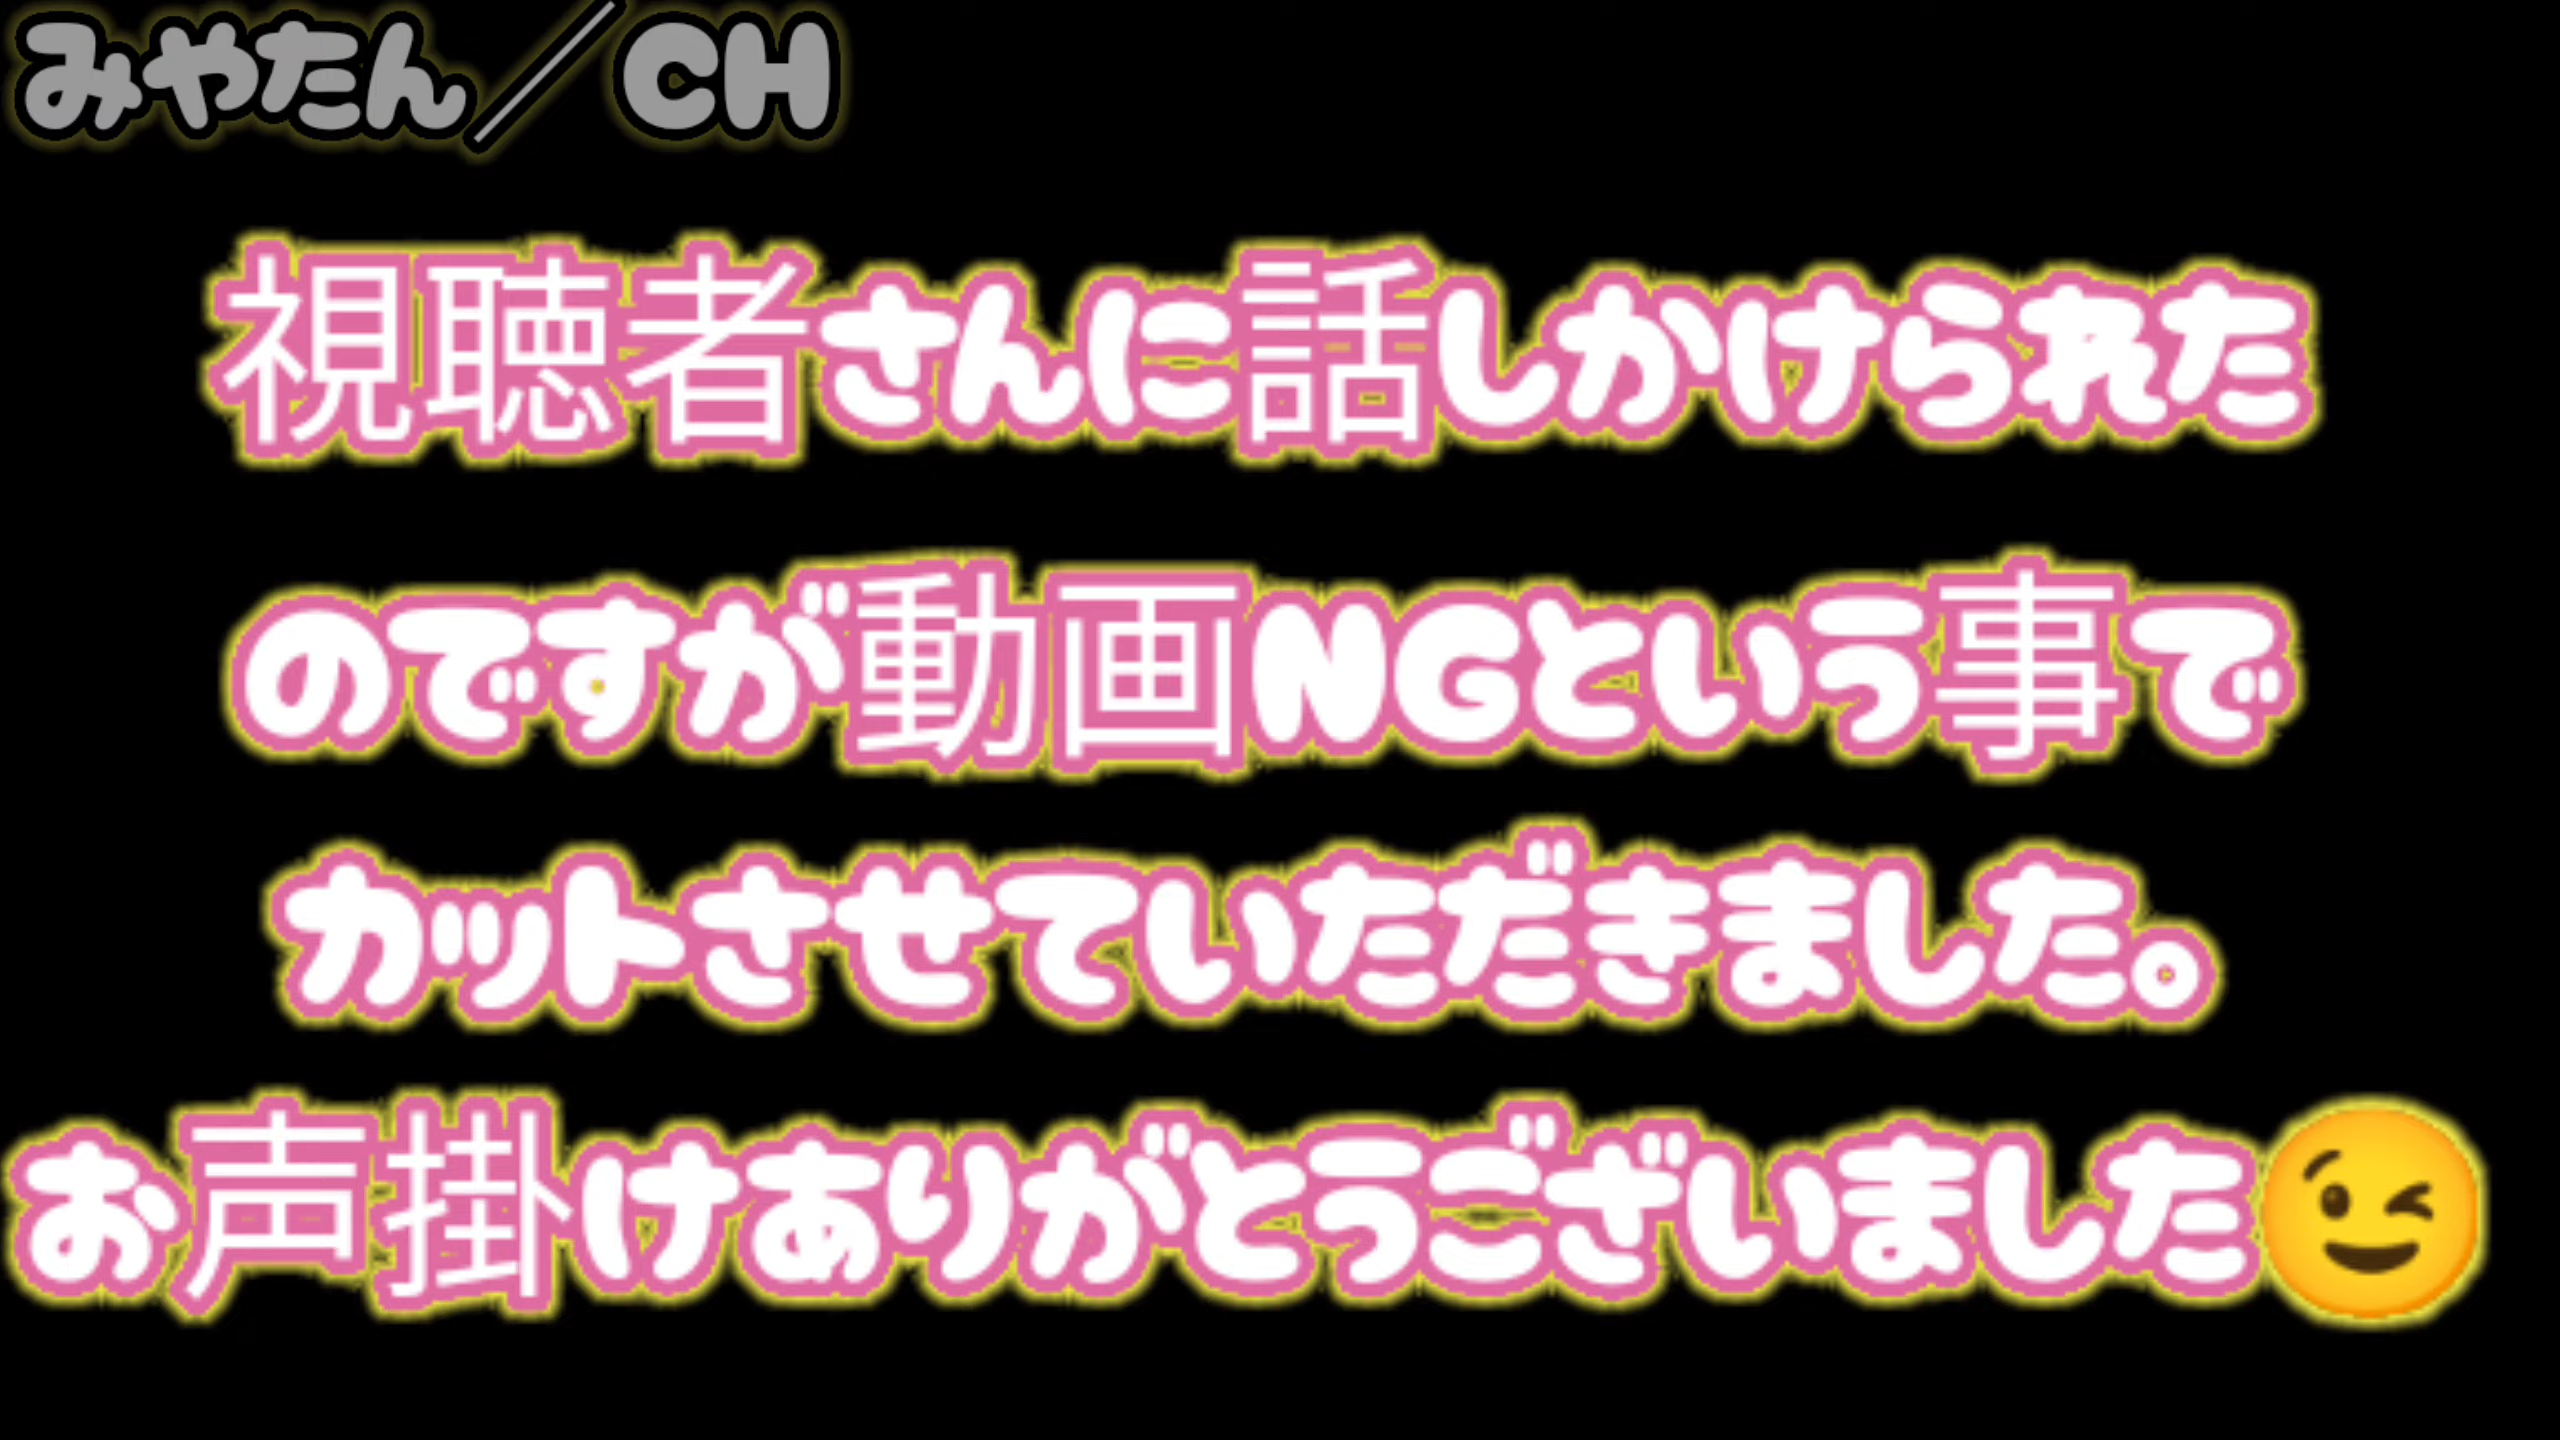 みやたん／CH
視聴者さんに話しかけられた
のですが動画NGという事で
カットさせていただきました。
お声掛けありがとうございました😉